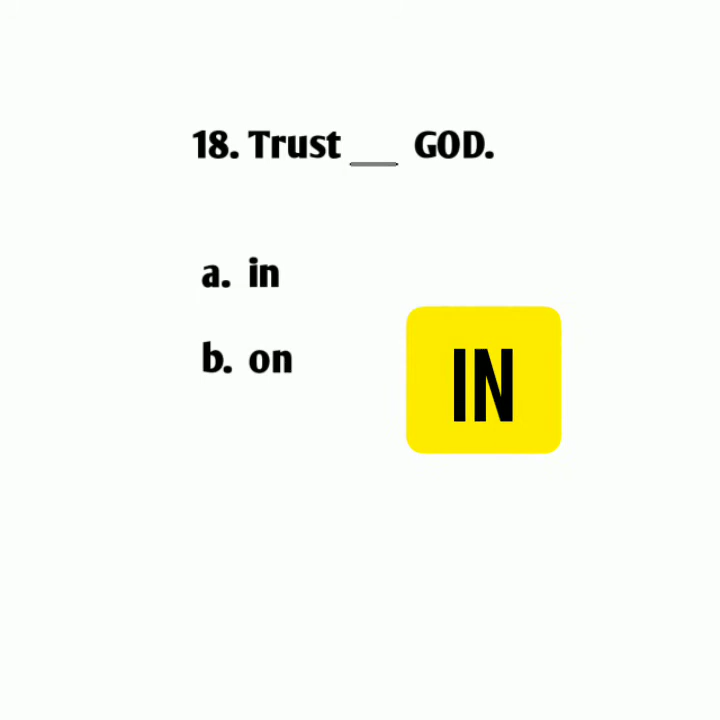 18. Trust ___ GOD.
a. in
b. on
IN